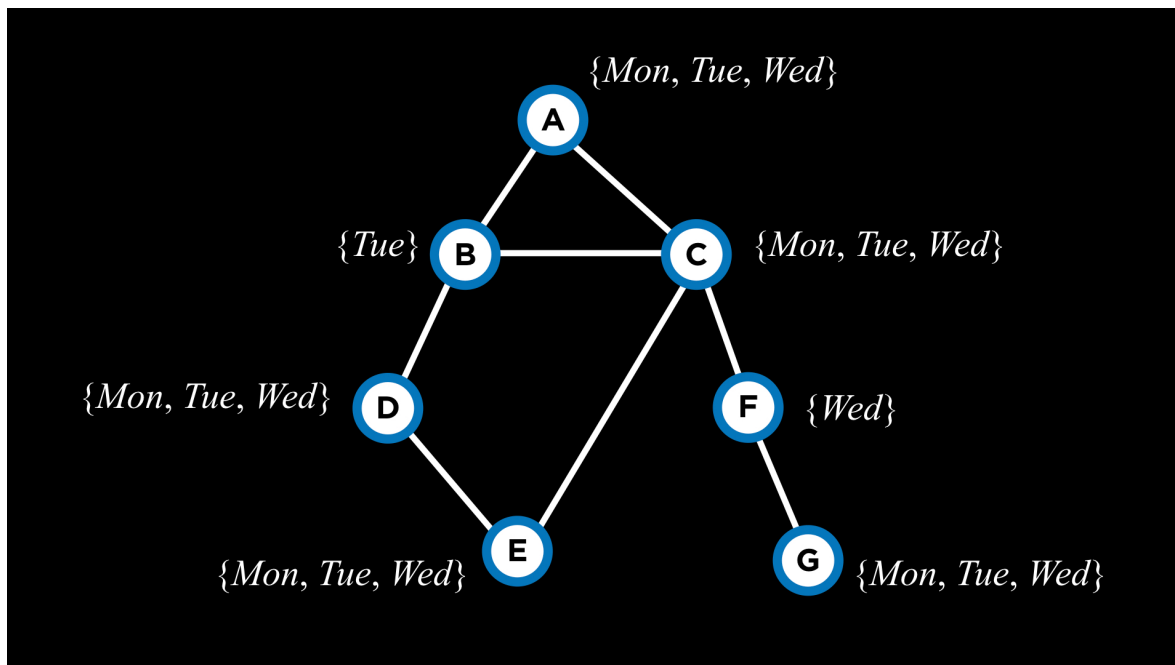 {Mon, Tue, Wed}
A
{Tue}
B
C
{Mon, Tue, Wed}
{Mon, Tue, Wed}
D
F
{Wed}
{Mon, Tue, Wed}
E
G
{Mon, Tue, Wed}